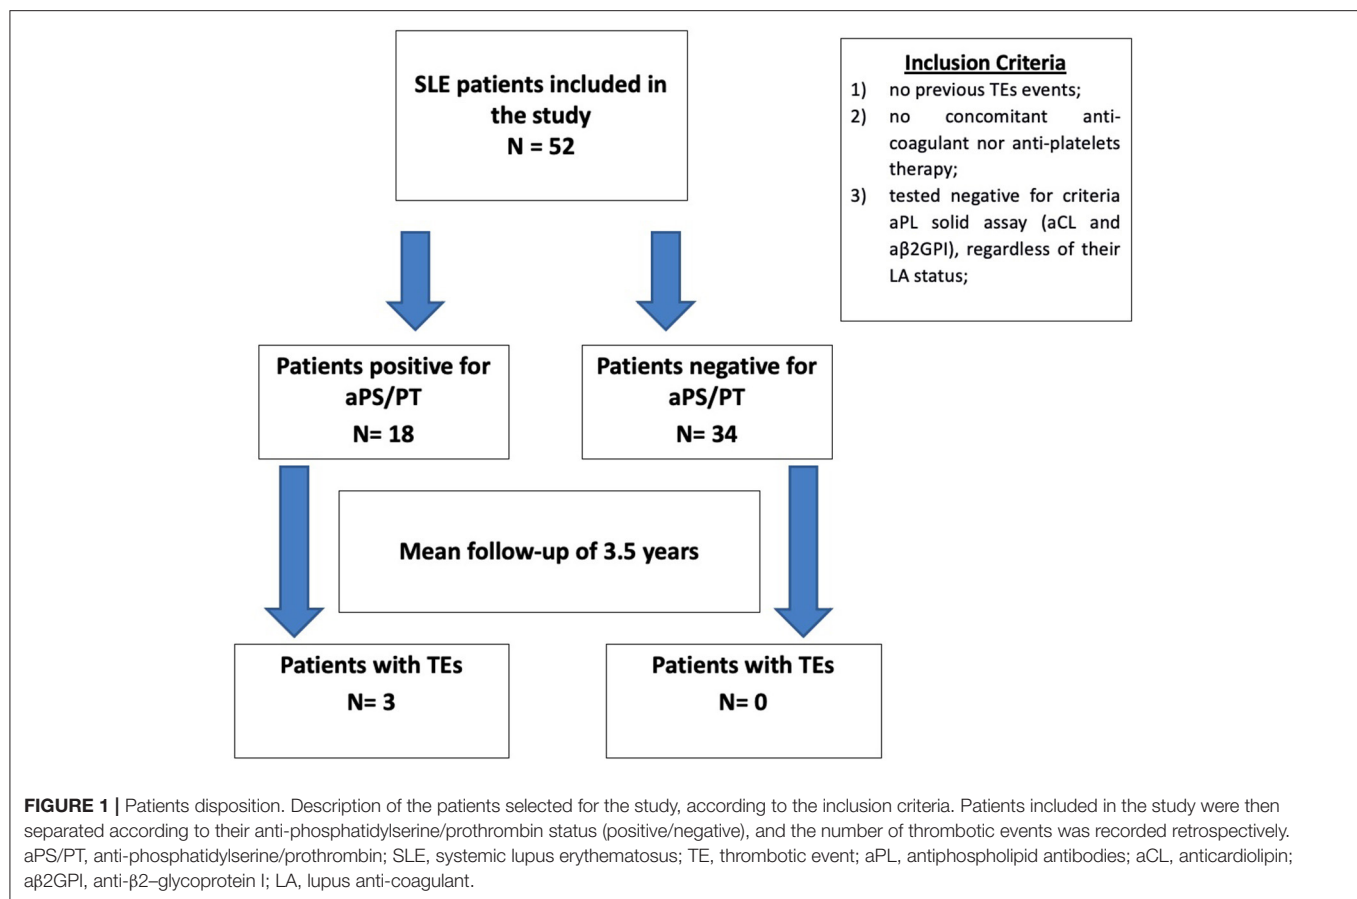 SLE patients included in
the study
N = 52
Inclusion Criteria
1) no previous TEs events;
2) no concomitant anti-
coagulant nor anti-platelets
therapy;
3) tested negative for criteria
aPL solid assay (aCL and
aβ2GPI), regardless of their
LA status;
Patients positive for
aPS/PT
N= 18
Patients negative for
aPS/PT
N= 34
Mean follow-up of 3.5 years
Patients with TEs
N= 3
Patients with TEs
N= 0
FIGURE 1 | Patients disposition. Description of the patients selected for the study, according to the inclusion criteria. Patients included in the study were then
separated according to their anti-phosphatidylserine/prothrombin status (positive/negative), and the number of thrombotic events was recorded retrospectively.
aPS/PT, anti-phosphatidylserine/prothrombin; SLE, systemic lupus erythematosus; TE, thrombotic event; aPL, antiphospholipid antibodies; aCL, anticardiolipin;
aβ2GPI, anti-β2–glycoprotein I; LA, lupus anti-coagulant.